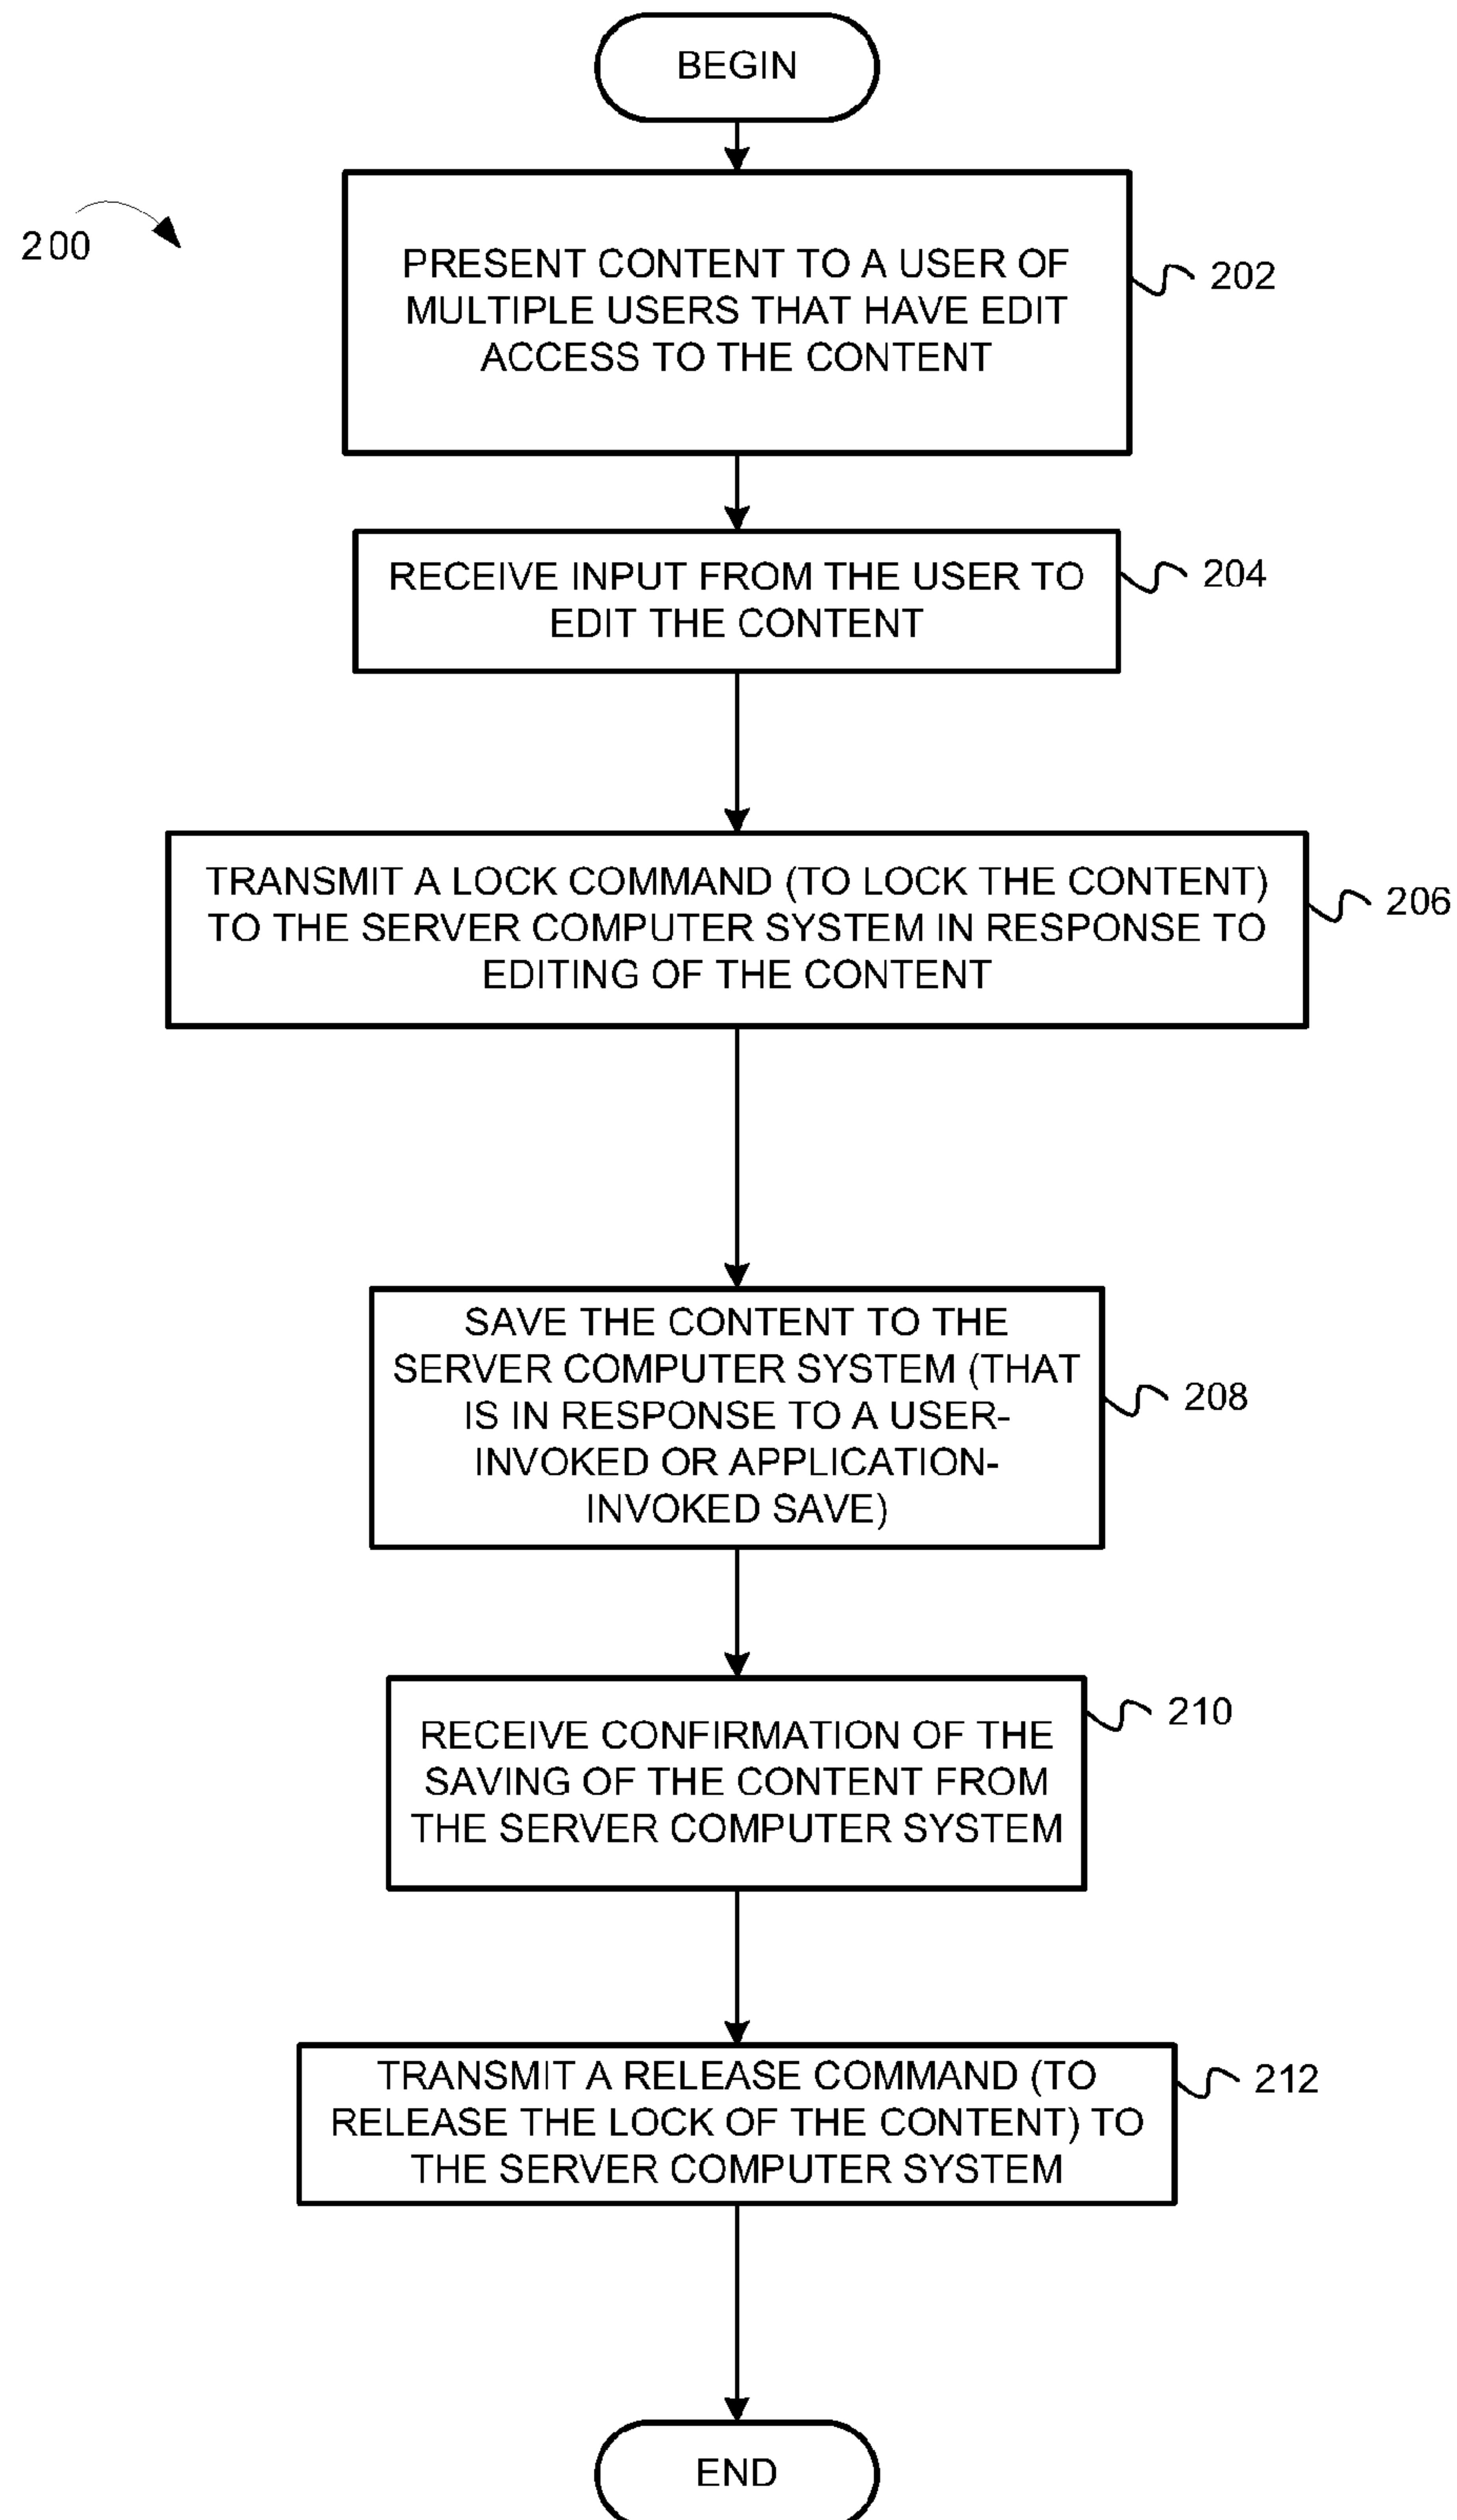 BEGIN
200
PRESENT CONTENT TO A USER OF
MULTIPLE USERS THAT HAVE EDIT
ACCESS TO THE CONTENT
202
RECEIVE INPUT FROM THE USER TO
EDIT THE CONTENT
204
TRANSMIT A LOCK COMMAND (TO LOCK THE CONTENT)
TO THE SERVER COMPUTER SYSTEM IN RESPONSE TO
EDITING OF THE CONTENT
206
SAVE THE CONTENT TO THE
SERVER COMPUTER SYSTEM (THAT
IS IN RESPONSE TO A USER-
INVOKED OR APPLICATION-
INVOKED SAVE)
208
RECEIVE CONFIRMATION OF THE
SAVING OF THE CONTENT FROM
THE SERVER COMPUTER SYSTEM
210
TRANSMIT A RELEASE COMMAND (TO
RELEASE THE LOCK OF THE CONTENT) TO
THE SERVER COMPUTER SYSTEM
212
END